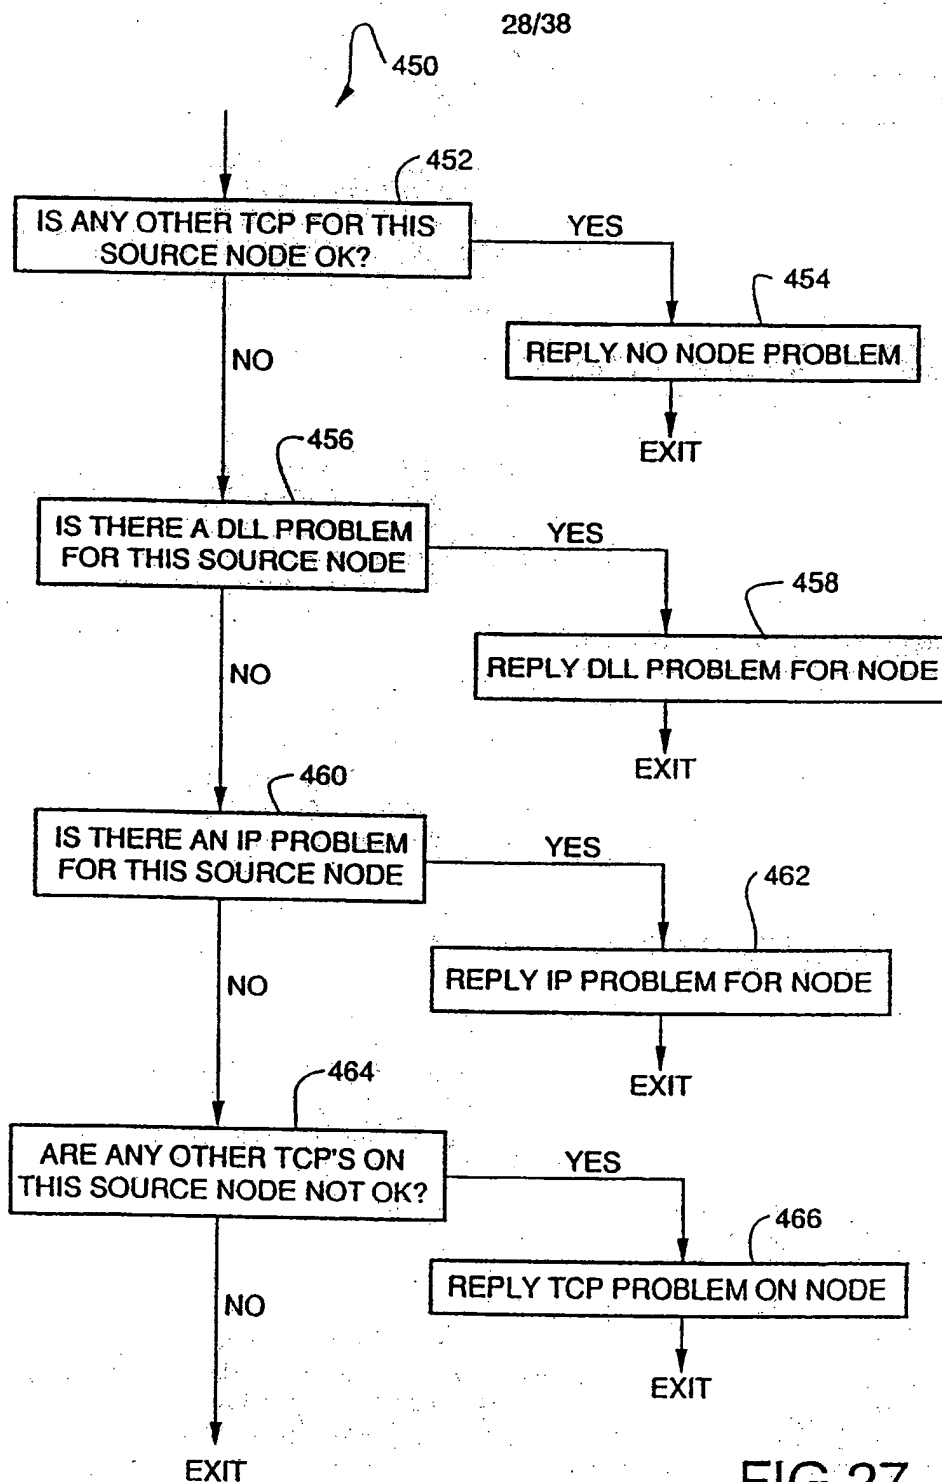 28/38
450
452
IS ANY OTHER TCP FOR THIS
SOURCE NODE OK?
YES
454
REPLY NO NODE PROBLEM
EXIT
NO
456
IS THERE A DLL PROBLEM
FOR THIS SOURCE NODE
YES
458
REPLY DLL PROBLEM FOR NODE
EXIT
NO
460
IS THERE AN IP PROBLEM
FOR THIS SOURCE NODE
YES
462
REPLY IP PROBLEM FOR NODE
EXIT
NO
464
ARE ANY OTHER TCP'S ON
THIS SOURCE NODE NOT OK?
YES
466
REPLY TCP PROBLEM ON NODE
EXIT
NO
EXIT
FIG 27